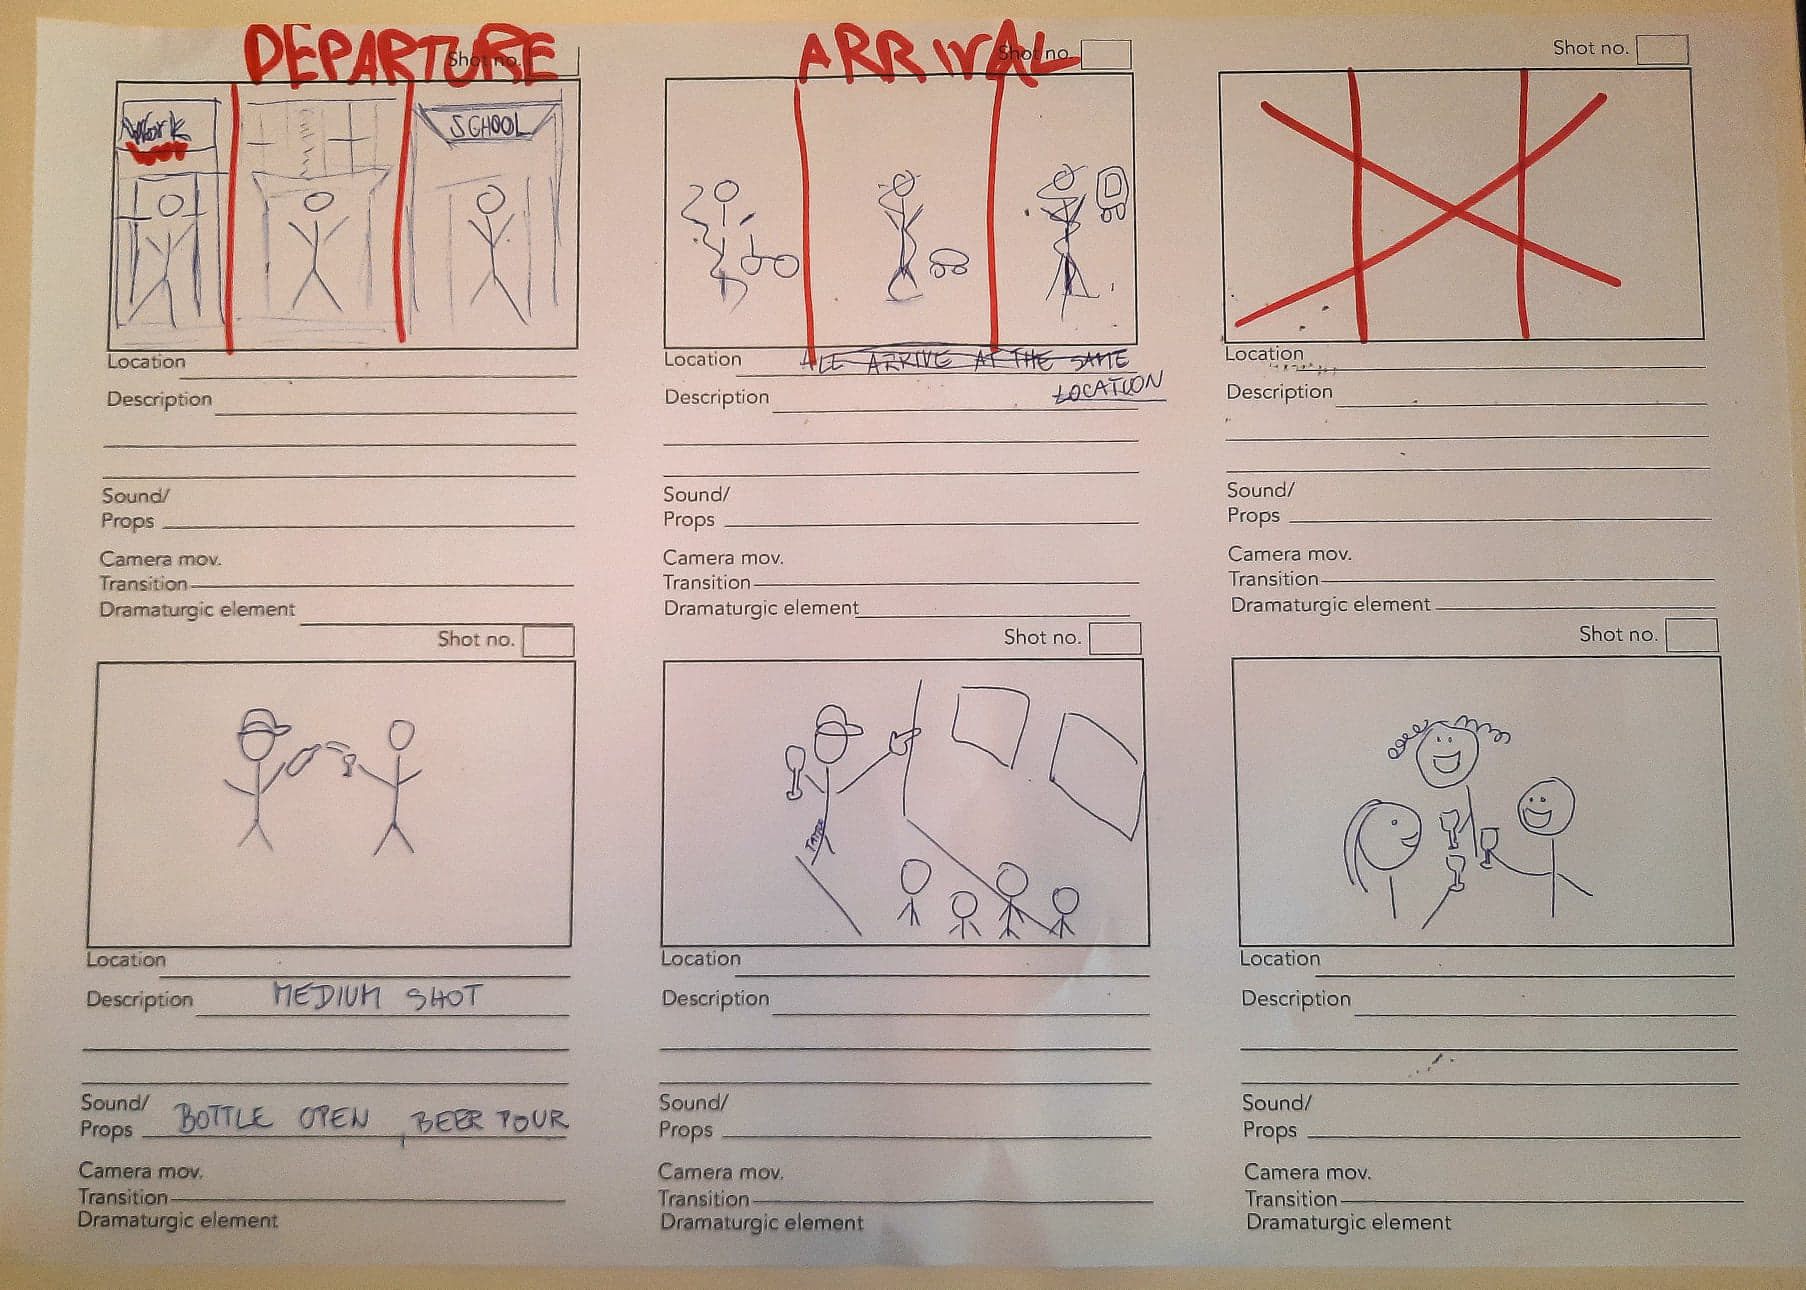 DEPARTURE
Shot no.
Work
SCHOOL
Location
Description
Sound/
Props
Camera mov.
Transition
Dramaturgic element
ARRIVAL
Shot no.
Location ALL ARRIVE AT THE SAME
LOCATION
Description
Sound/
Props
Camera mov.
Transition
Dramaturgic element
Shot no.
Location
Description
Sound/
Props
Camera mov.
Transition
Dramaturgic element
Shot no.
Location
Description MEDIUM SHOT
Sound/
Props BOTTLE OPEN, BEER POUR
Camera mov.
Transition
Dramaturgic element
Shot no.
Location
Description
Sound/
Props
Camera mov.
Transition
Dramaturgic element
Shot no.
Location
Description
Sound/
Props
Camera mov.
Transition
Dramaturgic element